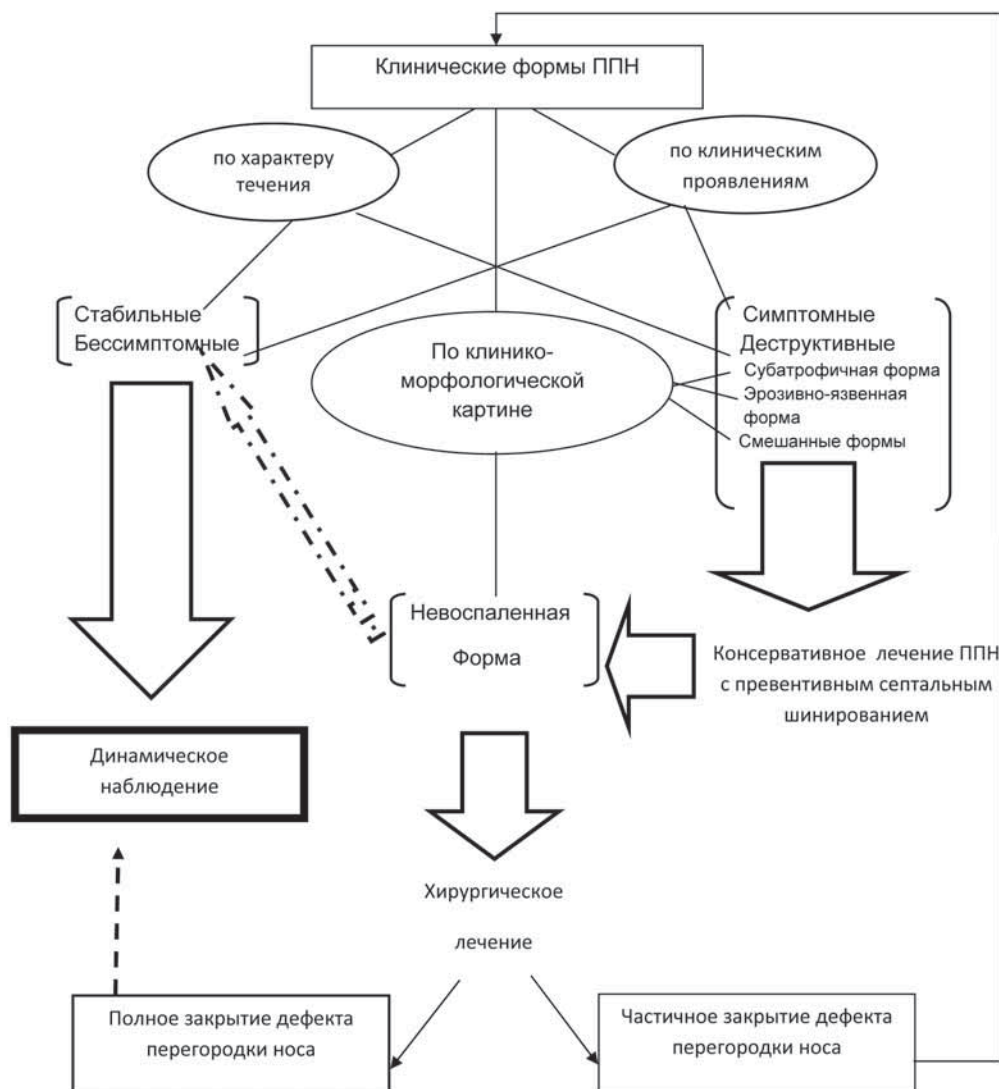 Клинические формы ППН
по характеру
течения
по клиническим
проявлениям
Стабильные
Бессимптомные
По клинико-
морфологической
картине
Симптомные
Деструктивные
Субатрофичная форма
Эрозивно-язвенная
форма
Смешанные формы
Невоспаленная
Форма
Консервативное лечение ППН
с превентивным септальным
шинированием
Динамическое
наблюдение
Хирургическое
лечение
Полное закрытие дефекта
перегородки носа
Частичное закрытие дефекта
перегородки носа